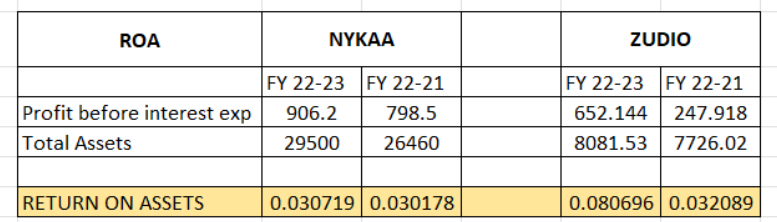 ROA NYKAA ZUDIO
FY 22-23 FY 22-21 FY 22-23 FY 22-21
Profit before interest exp 906.2 798.5 652.144 247.918
Total Assets 29500 26460 8081.53 7726.02
RETURN ON ASSETS 0.030719 0.030178 0.080696 0.032089